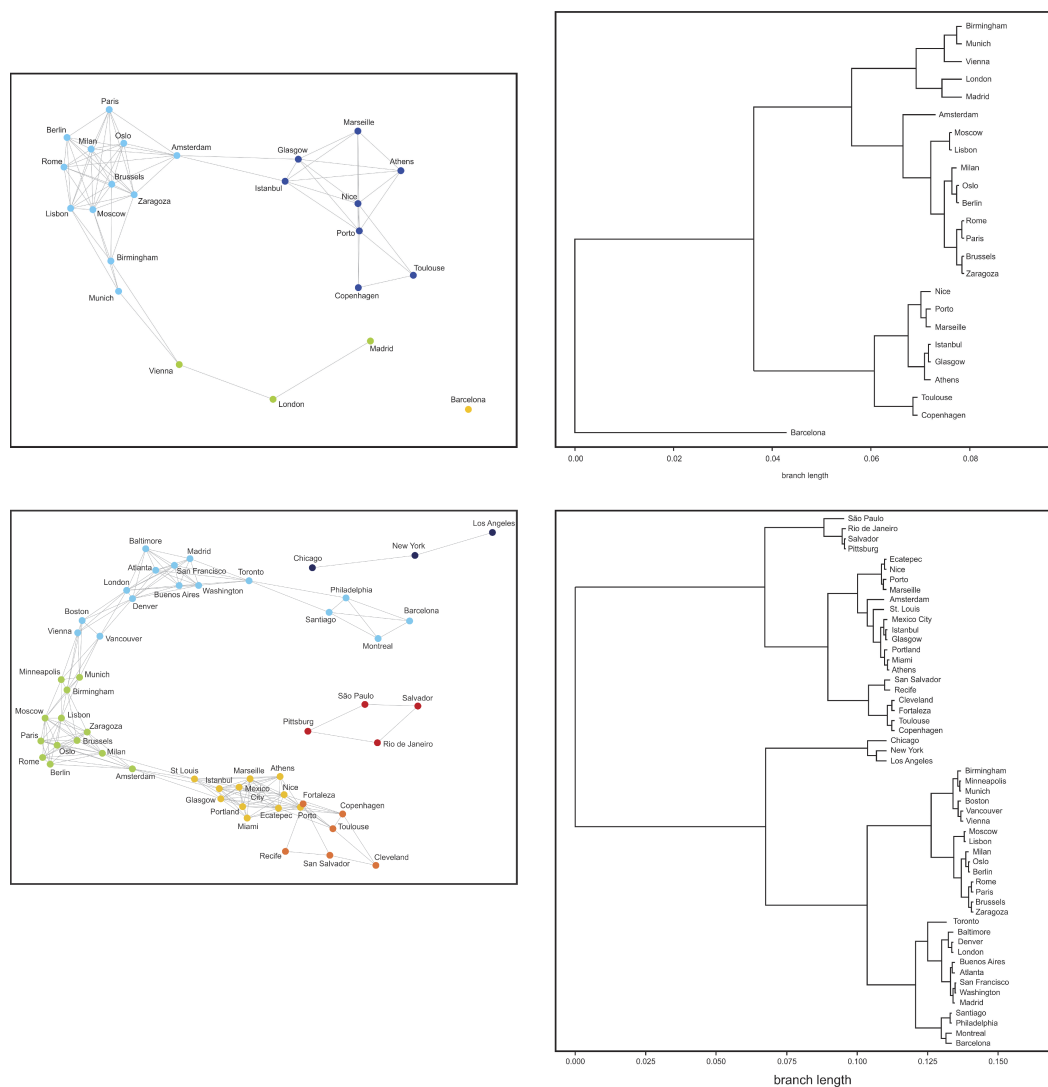 Paris
Berlin
Milan
Oslo
Amsterdam
Rome
Brussels
Zaragoza
Lisbon
Moscow
Birmingham
Munich
Vienna
London
Madrid
Barcelona
Marseille
Glasgow
Athens
Istanbul
Nice
Porto
Toulouse
Copenhagen
Birmingham
Munich
Vienna
London
Madrid
Amsterdam
Moscow
Lisbon
Milan
Oslo
Berlin
Rome
Paris
Brussels
Zaragoza
Nice
Porto
Marseille
Istanbul
Glasgow
Athens
Toulouse
Copenhagen
Barcelona
0.00 0.02 0.04 0.06 0.08
branch length
Los Angeles
New York
Chicago
Baltimore
Madrid
Atlanta
San Francisco
Toronto
London
Buenos Aires
Washington
Denver
Philadelphia
Boston
Santiago
Barcelona
Vienna
Vancouver
Montreal
Minneapolis
Munich
Birmingham
São Paulo
Salvador
Moscow
Lisbon
Zaragoza
Pittsburg
Paris
Brussels
Rio de Janeiro
Oslo
Milan
Rome
Berlin
Amsterdam
St Louis
Marseille
Athens
Istanbul
Mexico
City
Nice
Fortaleza
Glasgow
Portland
Copenhagen
Ecatepec
Porto
Miami
Toulouse
Recife
San Salvador
Cleveland
São Paulo
Rio de Janeiro
Salvador
Pittsburg
Ecatepec
Nice
Porto
Marseille
Amsterdam
St. Louis
Mexico City
Istanbul
Glasgow
Portland
Miami
Athens
San Salvador
Recife
Cleveland
Fortaleza
Toulouse
Copenhagen
Chicago
New York
Los Angeles
Birmingham
Minneapolis
Munich
Boston
Vancouver
Vienna
Moscow
Lisbon
Milan
Oslo
Berlin
Rome
Paris
Brussels
Zaragoza
Toronto
Baltimore
Denver
London
Buenos Aires
Atlanta
San Francisco
Washington
Madrid
Santiago
Philadelphia
Montreal
Barcelona
0.000 0.025 0.050 0.075 0.100 0.125 0.150
branch length